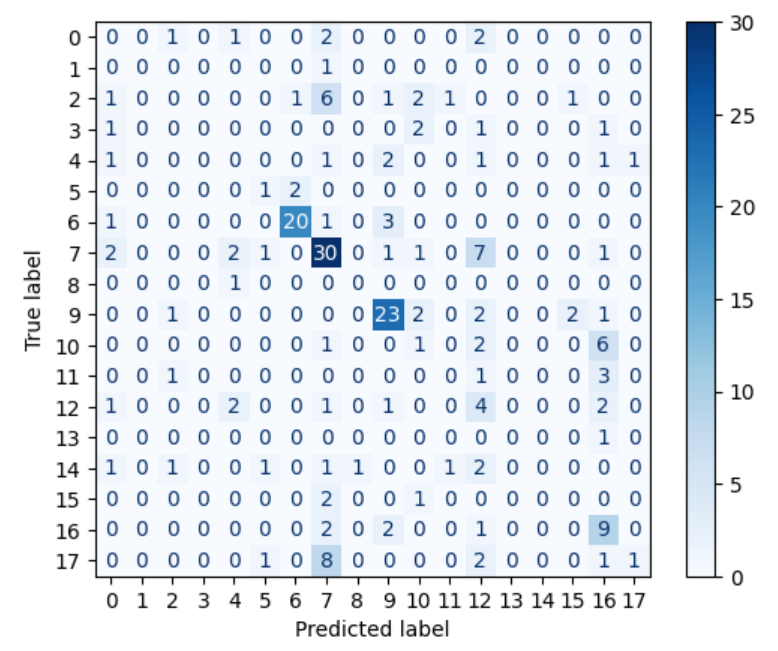 0 0 0 1 0 1 0 0 2 0 0 0 0 2 0 0 0 0 0 30
1 0 0 0 0 0 0 0 1 0 0 0 0 0 0 0 0 0 0
2 1 0 0 0 0 0 1 6 0 1 2 1 0 0 0 1 0 0
25
3 1 0 0 0 0 0 0 0 0 0 2 0 1 0 0 0 1 0
4 1 0 0 0 0 0 0 1 0 2 0 0 1 0 0 0 1 1
5 0 0 0 0 0 1 2 0 0 0 0 0 0 0 0 0 0 0
20
6 1 0 0 0 0 0 20 1 0 3 0 0 0 0 0 0 0 0
7 2 0 0 0 2 1 0 30 0 1 1 0 7 0 0 0 1 0
8 0 0 0 0 1 0 0 0 0 0 0 0 0 0 0 0 0 0
True label
15
9 0 0 1 0 0 0 0 0 0 23 2 0 2 0 0 2 1 0
10 0 0 0 0 0 0 0 1 0 0 1 0 2 0 0 0 6 0
11 0 0 1 0 0 0 0 0 0 0 0 0 1 0 0 0 3 0
10
12 1 0 0 0 2 0 0 1 0 1 0 0 4 0 0 0 2 0
13 0 0 0 0 0 0 0 0 0 0 0 0 0 0 0 0 1 0
14 1 0 1 0 0 1 0 1 1 0 0 1 2 0 0 0 0 0
5
15 0 0 0 0 0 0 0 2 0 0 1 0 0 0 0 0 0 0
16 0 0 0 0 0 0 0 2 0 2 0 0 1 0 0 0 9 0
17 0 0 0 0 0 1 0 8 0 0 0 0 2 0 0 0 1 1
0
0 1 2 3 4 5 6 7 8 9 10 11 12 13 14 15 16 17
Predicted label